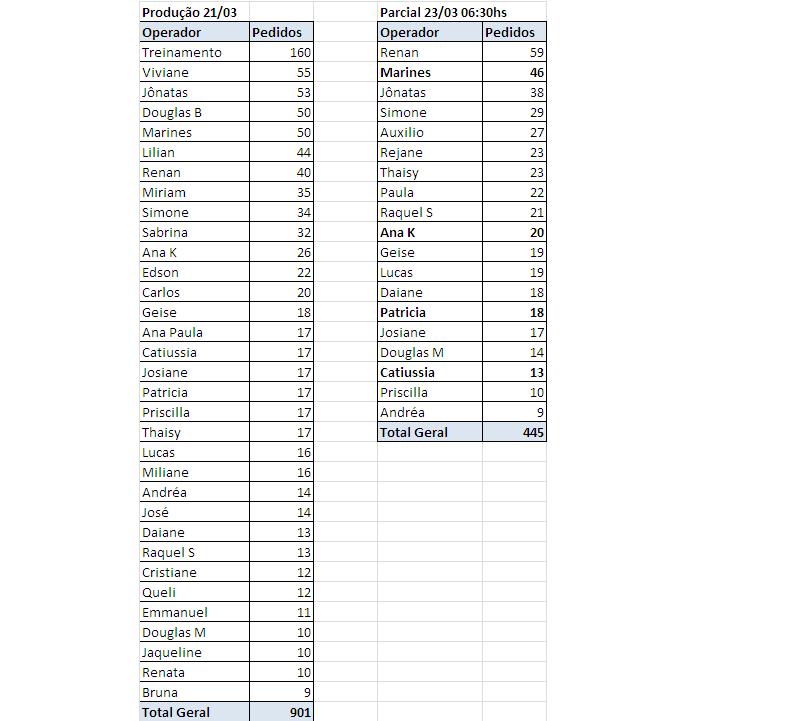 Produção 21/03 Parcial 23/03 06:30hs
Operador Pedidos Operador Pedidos
Treinamento 160 Renan 59
Viviane 55 Marines 46
Jônatas 53 Jônatas 38
Douglas B 50 Simone 29
Marines 50 Auxilio 27
Lilian 44 Rejane 23
Renan 40 Thaisy 23
Miriam 35 Paula 22
Simone 34 Raquel S 21
Sabrina 32 Ana K 20
Ana K 26 Geise 19
Edson 22 Lucas 19
Carlos 20 Daiane 18
Geise 18 Patricia 18
Ana Paula 17 Josiane 17
Catiussia 17 Douglas M 14
Josiane 17 Catiussia 13
Patricia 17 Priscilla 10
Priscilla 17 Andréa 9
Thaisy 17 Total Geral 445
Lucas 16
Miliane 16
Andréa 14
José 14
Daiane 13
Raquel S 13
Cristiane 12
Queli 12
Emmanuel 11
Douglas M 10
Jaqueline 10
Renata 10
Bruna 9
Total Geral 901